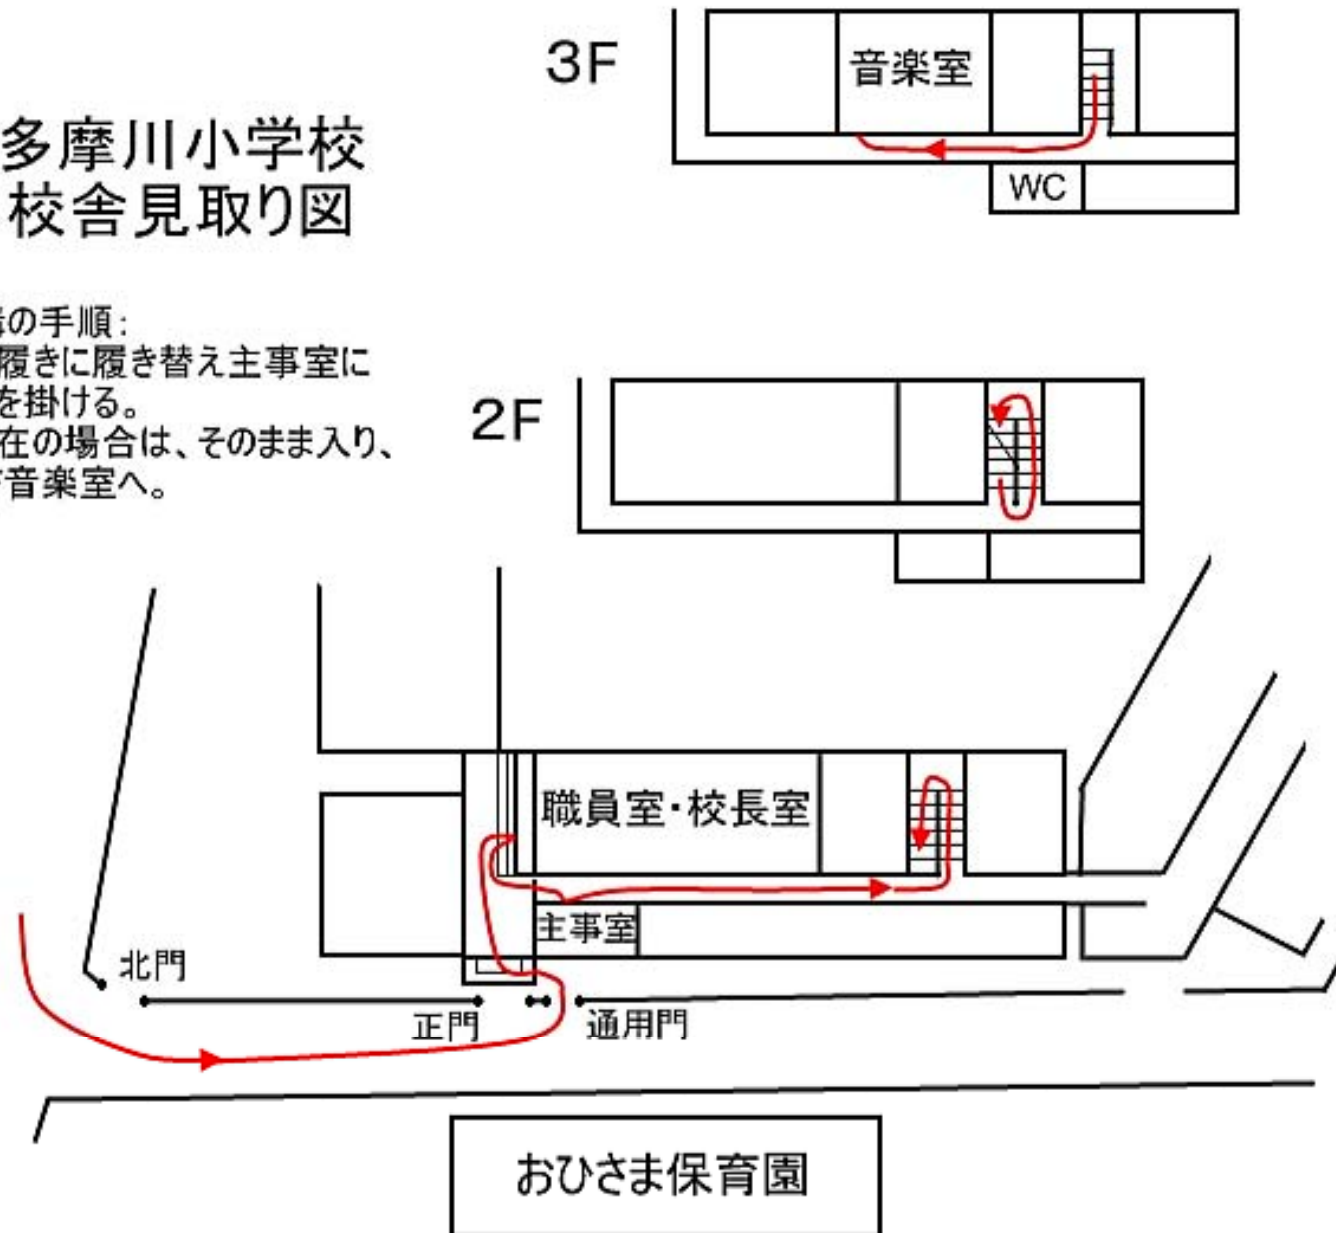 3F
音楽室
WC
多摩川小学校
校舎見取り図
の手順：
履きに履き替え主事室に
を掛ける。
在の場合は、そのまま入り、
音楽室へ。
2F
職員室・校長室
主事室
北門
正門
通用門
おひさま保育園